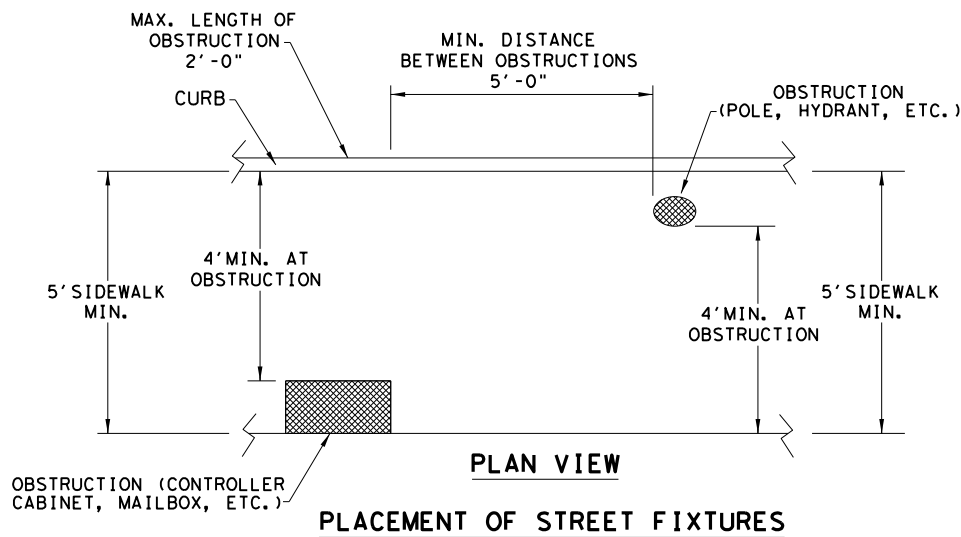 MAX. LENGTH OF
OBSTRUCTION
2'-0"
MIN. DISTANCE
BETWEEN OBSTRUCTIONS
5'-0"
CURB
OBSTRUCTION
(POLE, HYDRANT, ETC.)
4'MIN. AT
OBSTRUCTION
5'SIDEWALK
MIN.
4'MIN. AT
OBSTRUCTION
5'SIDEWALK
MIN.
OBSTRUCTION (CONTROLLER
CABINET, MAILBOX, ETC.)
PLAN VIEW
PLACEMENT OF STREET FIXTURES